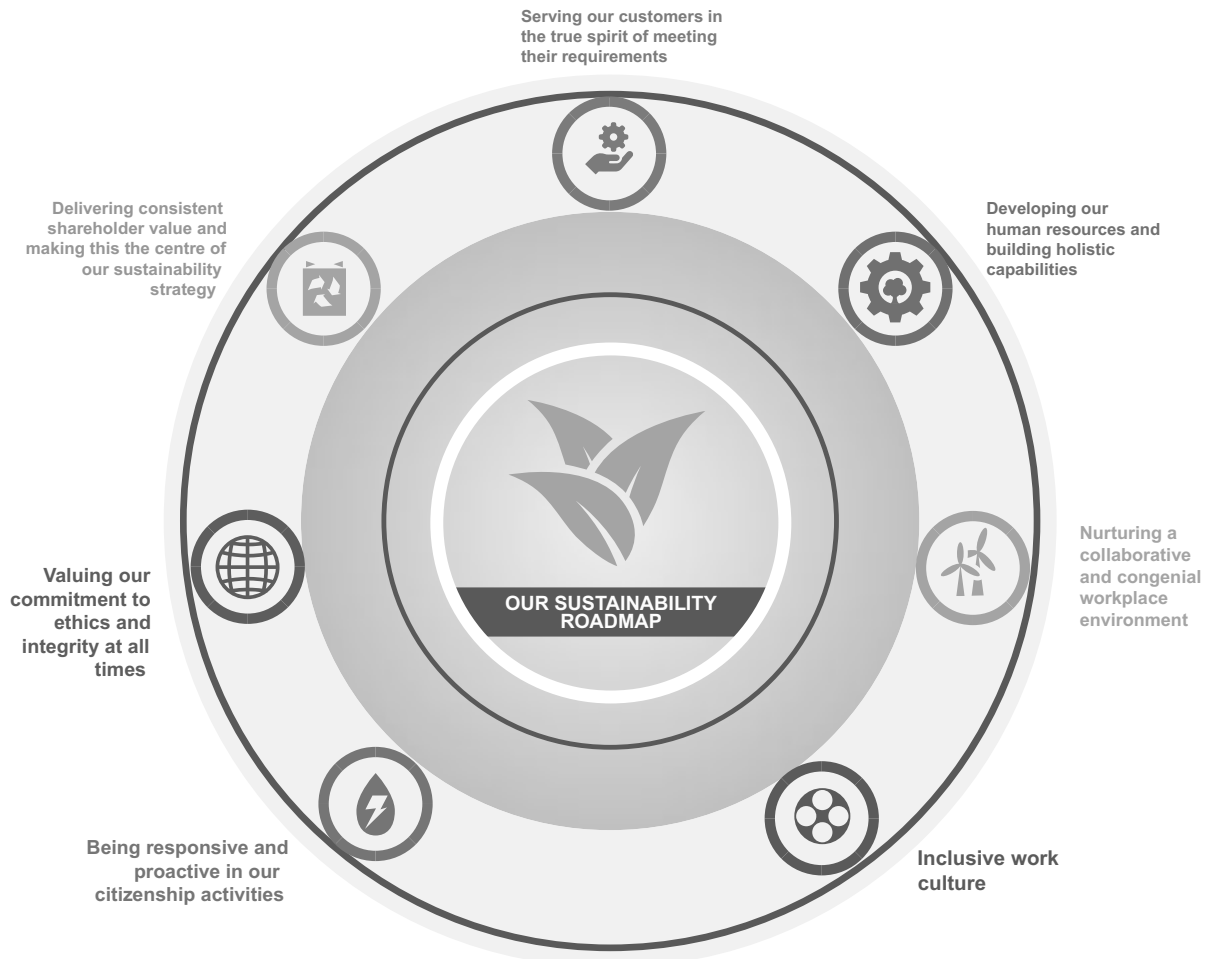 Serving our customers in
the true spirit of meeting
their requirements
Developing our
human resources and
building holistic
capabilities
Nurturing a
collaborative
and congenial
workplace
environment
Inclusive work
culture
Being responsive and
proactive in our
citizenship activities
Valuing our
commitment to
ethics and
integrity at all
times
Delivering consistent
shareholder value and
making this the centre of
our sustainability
strategy
OUR SUSTAINABILITY
ROADMAP